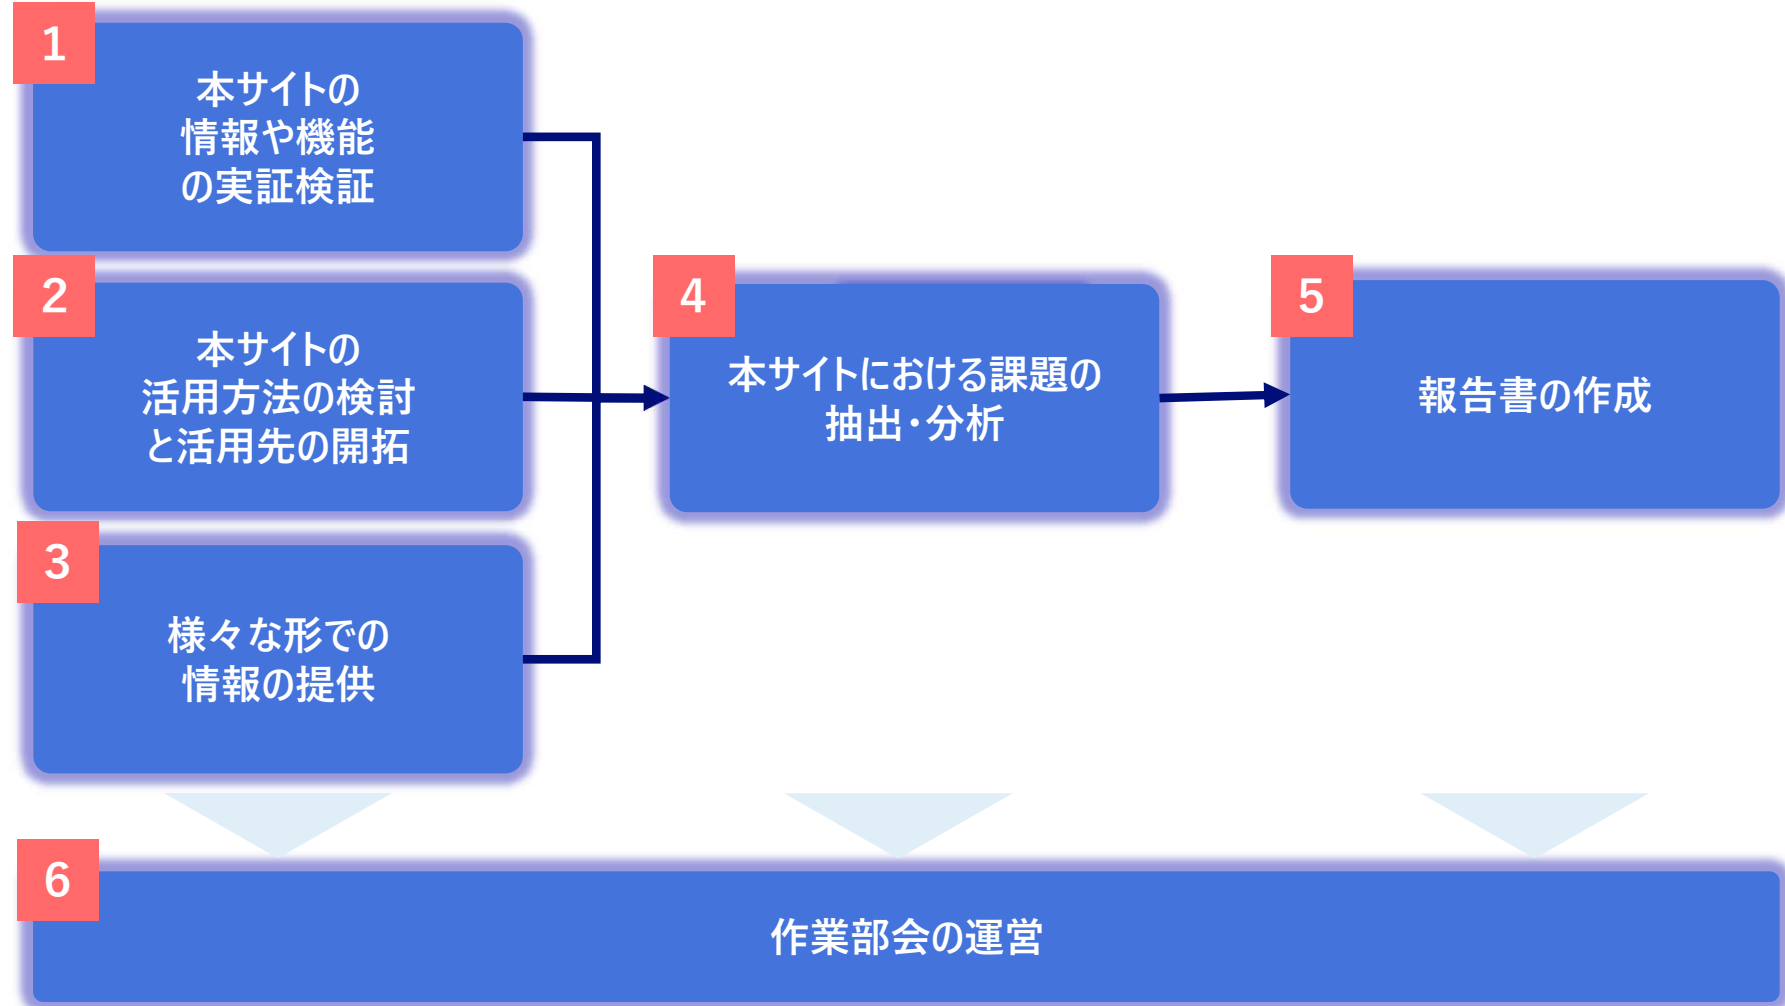 1
本サイトの
情報や機能
の実証検証
2
本サイトの
活用方法の検討
と活用先の開拓
3
様々な形での
情報の提供
4
本サイトにおける課題の
抽出・分析
5
報告書の作成
6
作業部会の運営